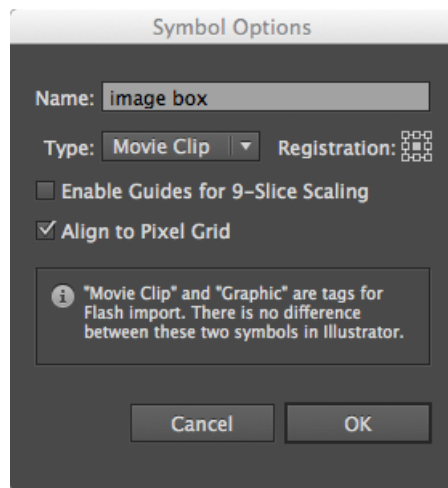 Symbol Options
Name: image box
Type: Movie Clip Registration:
Enable Guides for 9-Slice Scaling
Align to Pixel Grid
"Movie Clip" and "Graphic" are tags for
Flash import. There is no difference
between these two symbols in Illustrator.
Cancel OK